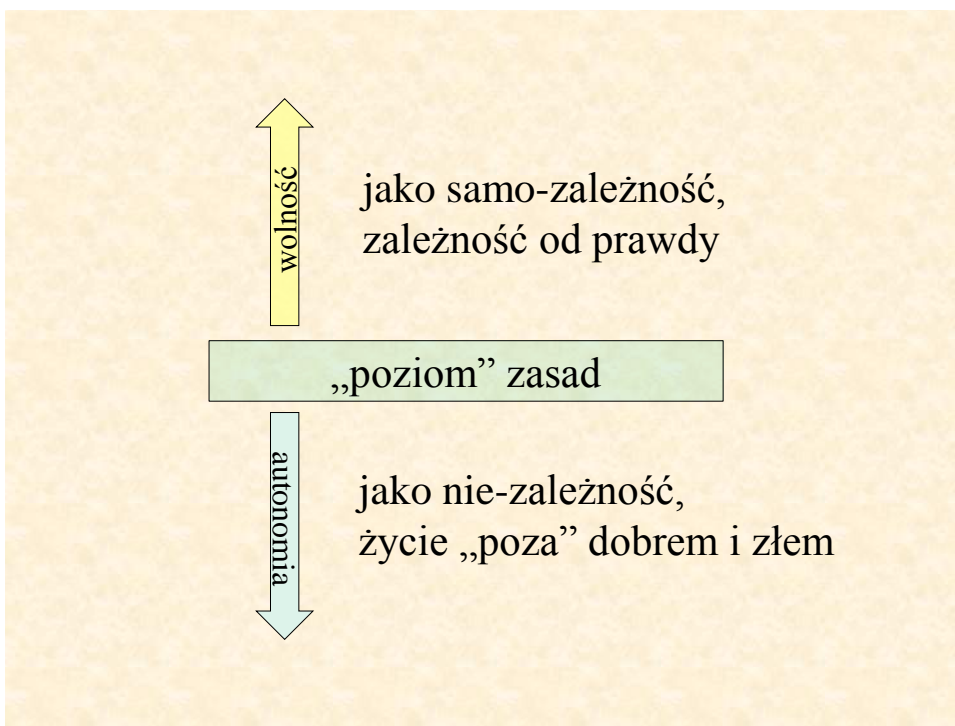 wolność
jako samo-zależność,
zależność od prawdy
„poziom” zasad
autonomia
jako nie-zależność,
życie „poza” dobrem i złem